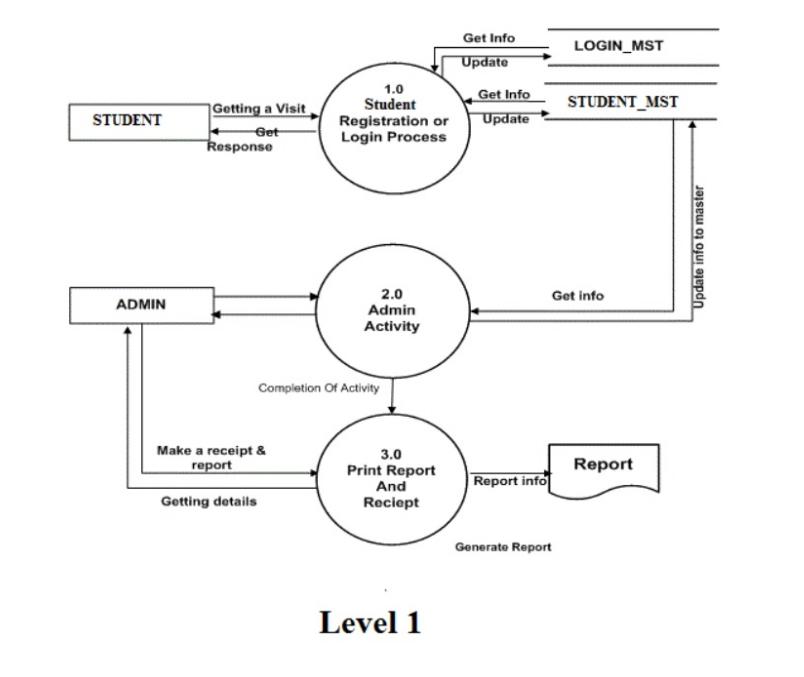 Get Info
LOGIN_MST
Update
1.0
Student
Registration or
Login Process
Get Info
STUDENT_MST
Update
STUDENT
Getting a Visit
Get
Response
Update info to master
2.0
Admin
Activity
ADMIN
Get info
Completion Of Activity
3.0
Print Report
And
Reciept
Make a receipt &
report
Getting details
Report info
Report
Generate Report
Level 1